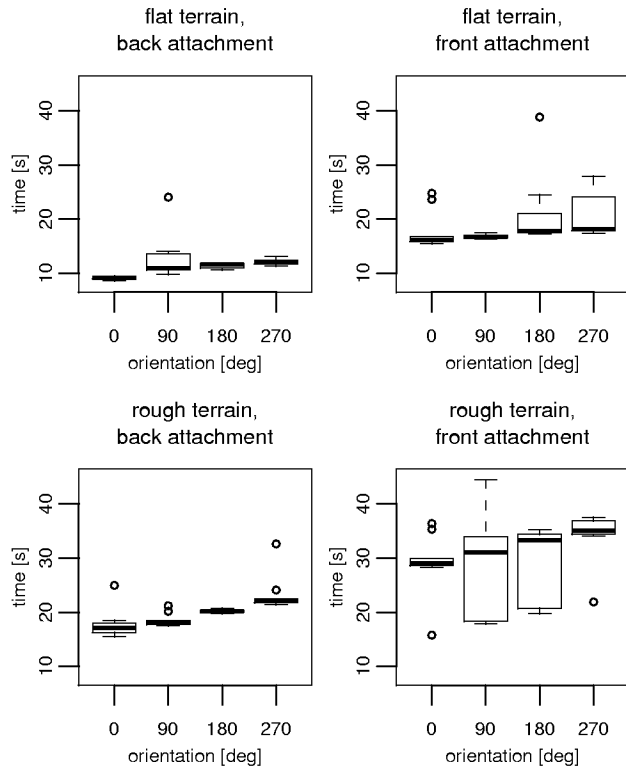 flat terrain,
back attachment
time [s]
40
30
20
10
0 90 180 270
orientation [deg]
flat terrain,
front attachment
time [s]
40
30
20
10
0 90 180 270
orientation [deg]
rough terrain,
back attachment
time [s]
40
30
20
10
0 90 180 270
orientation [deg]
rough terrain,
front attachment
time [s]
40
30
20
10
0 90 180 270
orientation [deg]